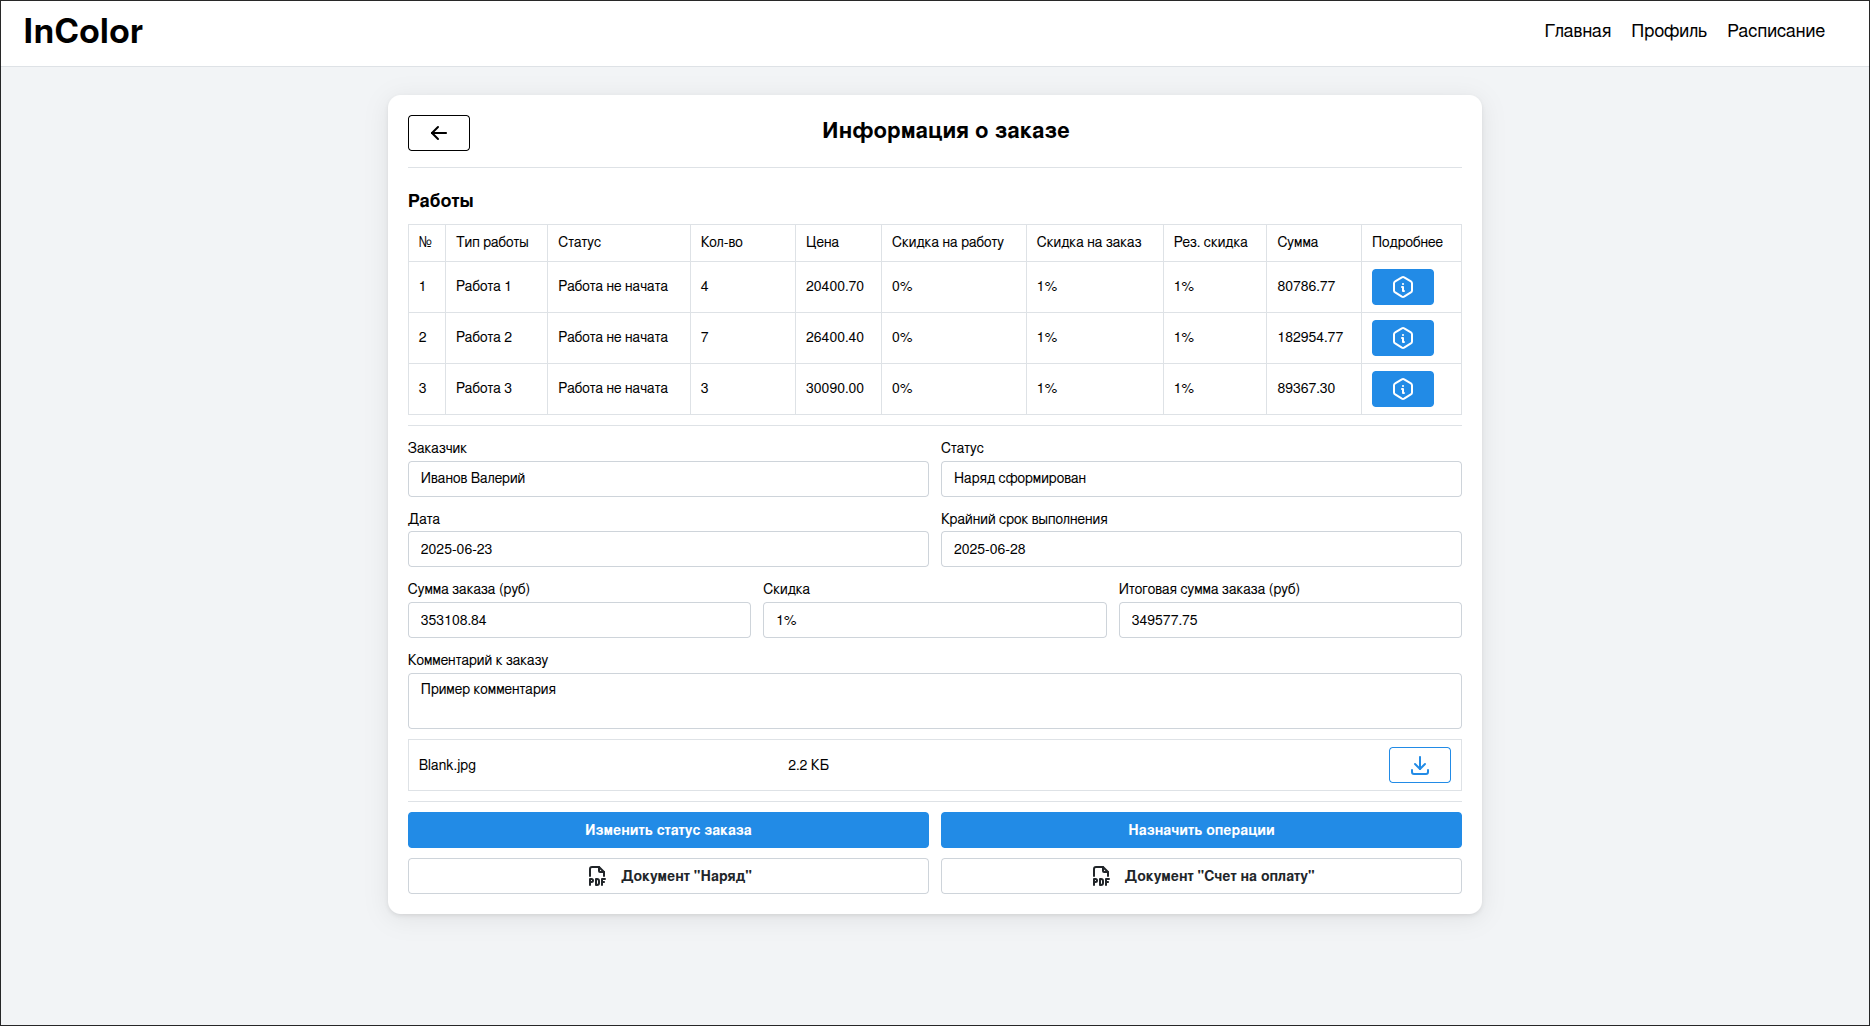 InColor
Главная Профиль Расписание
Информация о заказе
Работы
№ Тип работы Статус Кол-во Цена Скидка на работу Скидка на заказ Рез. скидка Сумма Подробнее
1 Работа 1 Работа не начата 4 20400.70 0% 1% 1% 80786.77
2 Работа 2 Работа не начата 7 26400.40 0% 1% 1% 182954.77
3 Работа 3 Работа не начата 3 30090.00 0% 1% 1% 89367.30
Заказчик Статус
Иванов Валерий Наряд сформирован
Дата Крайний срок выполнения
2025-06-23 2025-06-28
Сумма заказа (руб) Скидка Итоговая сумма заказа (руб)
353108.84 1% 349577.75
Комментарий к заказу
Пример комментария
Blank.jpg 2.2 КБ
Изменить статус заказа Назначить операции
PDF Документ "Наряд" PDF Документ "Счет на оплату"